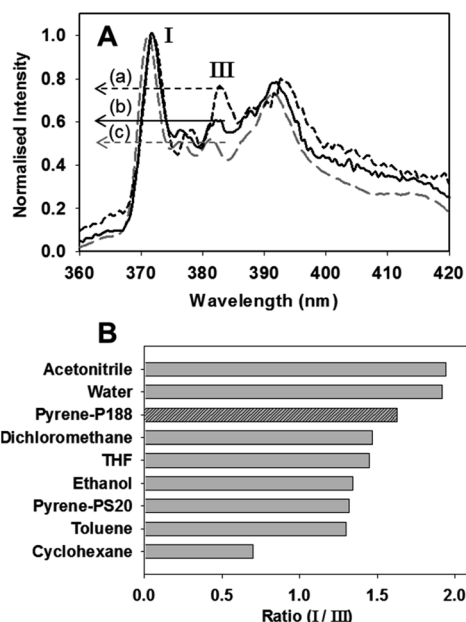 A
I
III
(a)
(b)
(c)
1.0
0.8
0.6
0.4
0.2
0.0
Normalised Intensity
360 370 380 390 400 410 420
Wavelength (nm)
B
Acetonitrile
Water
Pyrene-P188
Dichloromethane
THF
Ethanol
Pyrene-PS20
Toluene
Cyclohexane
0.0 0.5 1.0 1.5 2.0
Ratio (I / III)